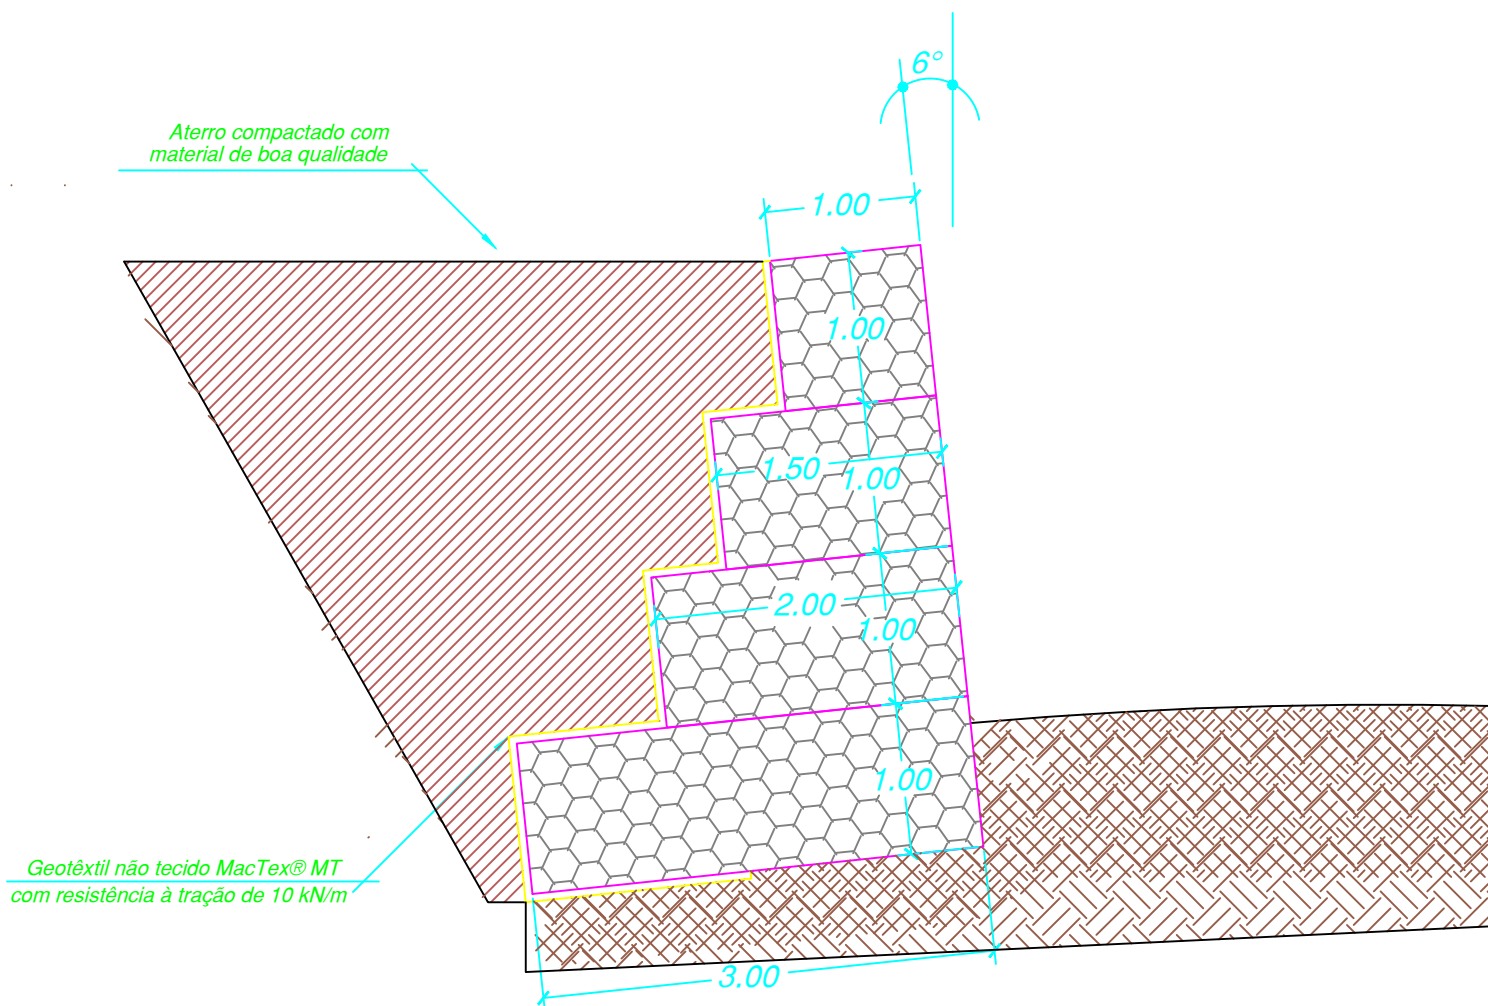 6°
Aterro compactado com
material de boa qualidade
1.00
1.00
1.50
1.00
2.00
1.00
1.00
Geotêxtil não tecido MacTex® MT
com resistência à tração de 10 kN/m
3.00